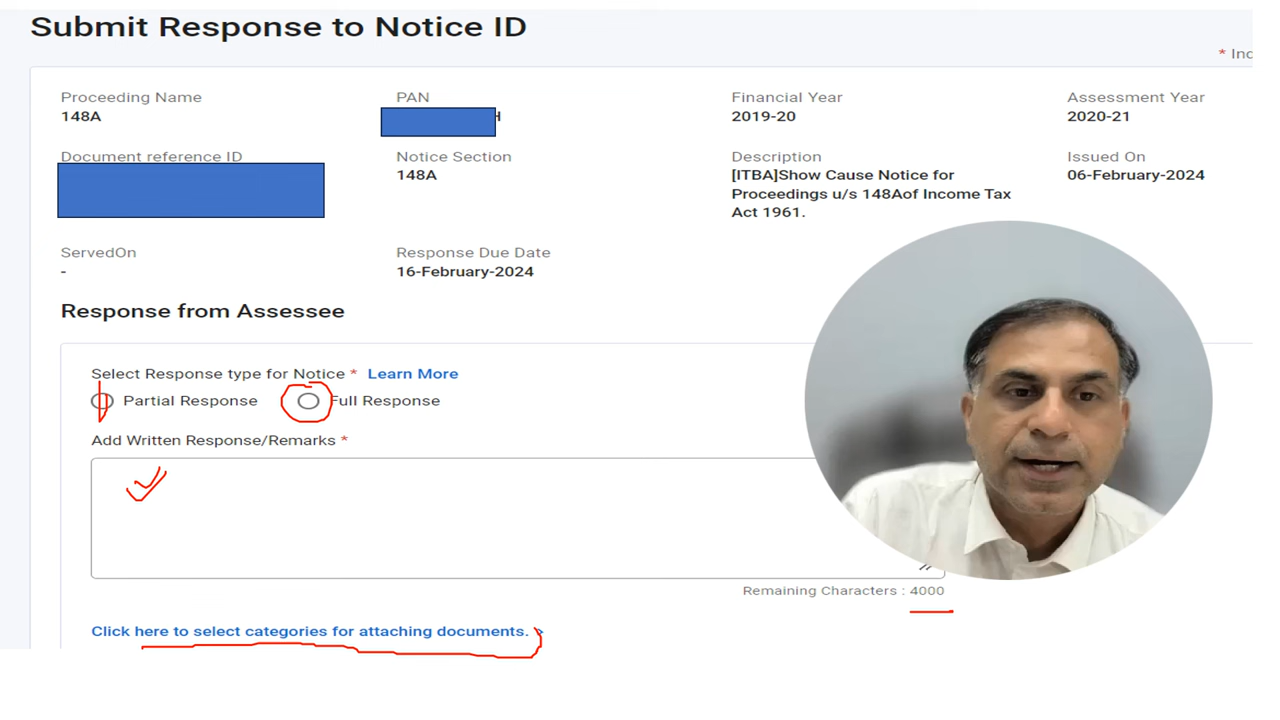 Submit Response to Notice ID
* Ind
Proceeding Name
148A
PAN
H
Financial Year
2019-20
Assessment Year
2020-21
Document reference ID
Notice Section
148A
Description
[ITBA]Show Cause Notice for
Proceedings u/s 148Aof Income Tax
Act 1961.
Issued On
06-February-2024
ServedOn
-
Response Due Date
16-February-2024
Response from Assessee
Select Response type for Notice * Learn More
Partial Response
Full Response
Add Written Response/Remarks *
Remaining Characters : 4000
Click here to select categories for attaching documents. >